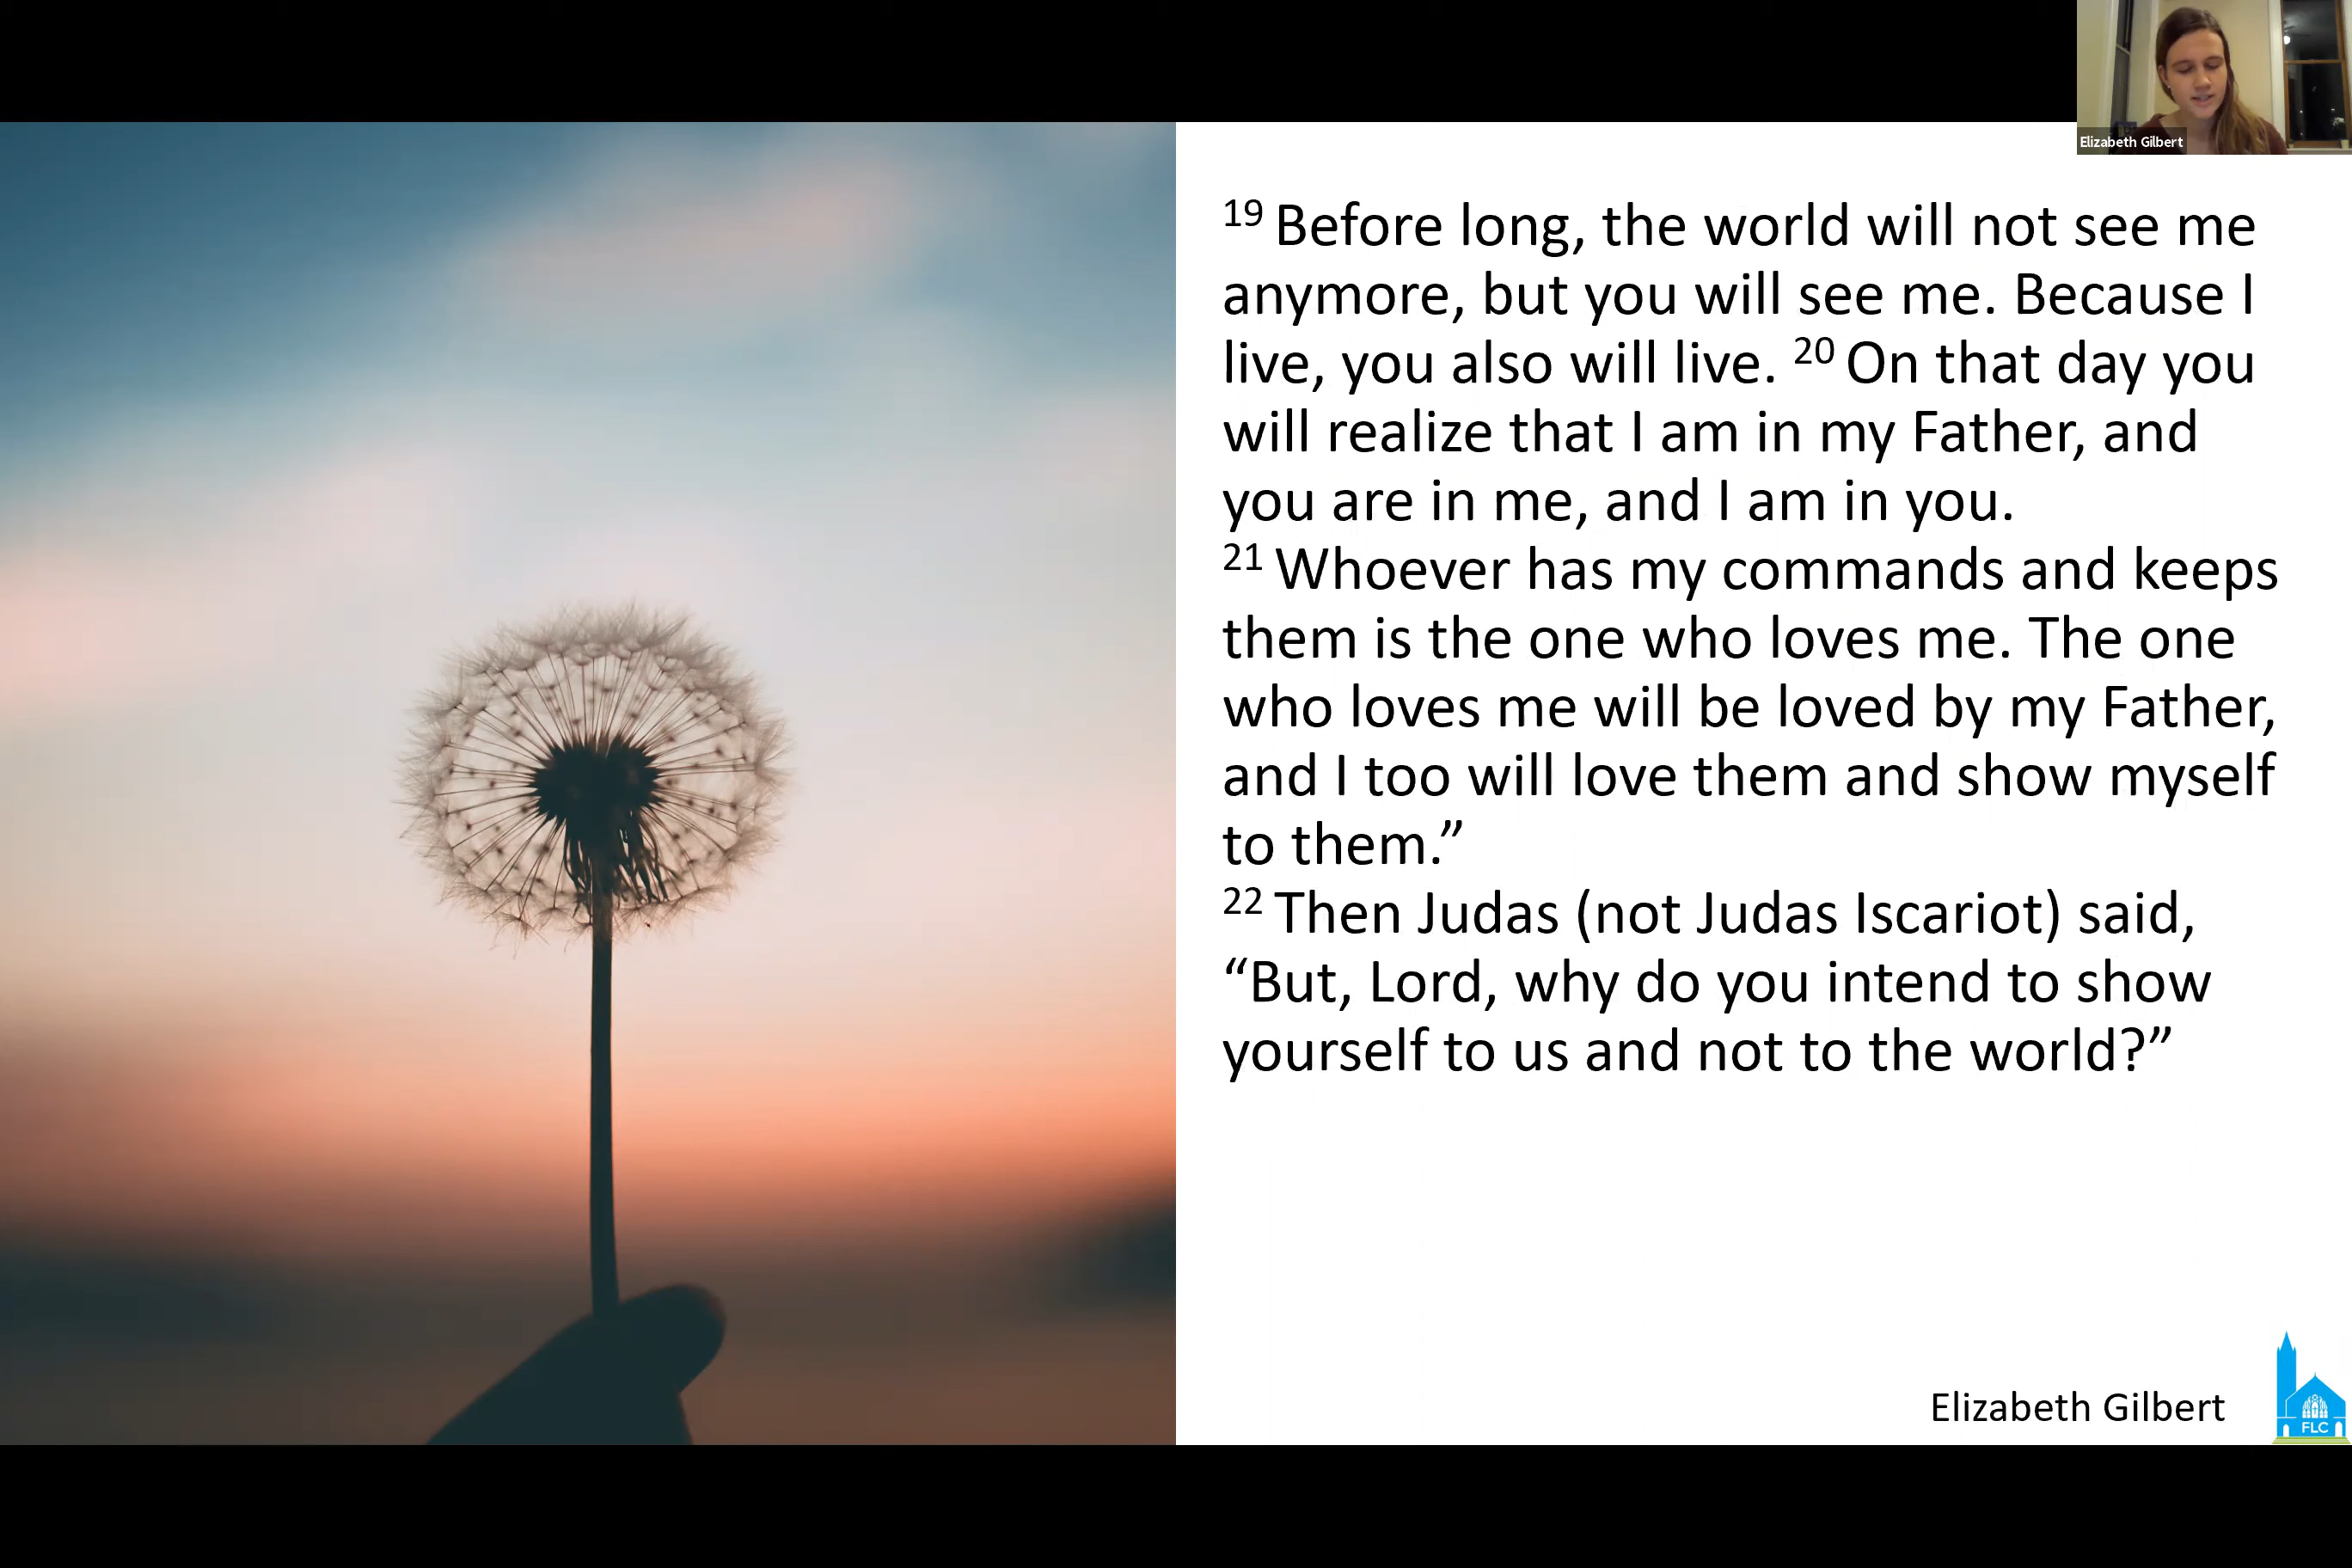 Elizabeth Gilbert
19 Before long, the world will not see me
anymore, but you will see me. Because I
live, you also will live. 20 On that day you
will realize that I am in my Father, and
you are in me, and I am in you.
21 Whoever has my commands and keeps
them is the one who loves me. The one
who loves me will be loved by my Father,
and I too will love them and show myself
to them.”
22 Then Judas (not Judas Iscariot) said,
“But, Lord, why do you intend to show
yourself to us and not to the world?”
Elizabeth Gilbert
FLC